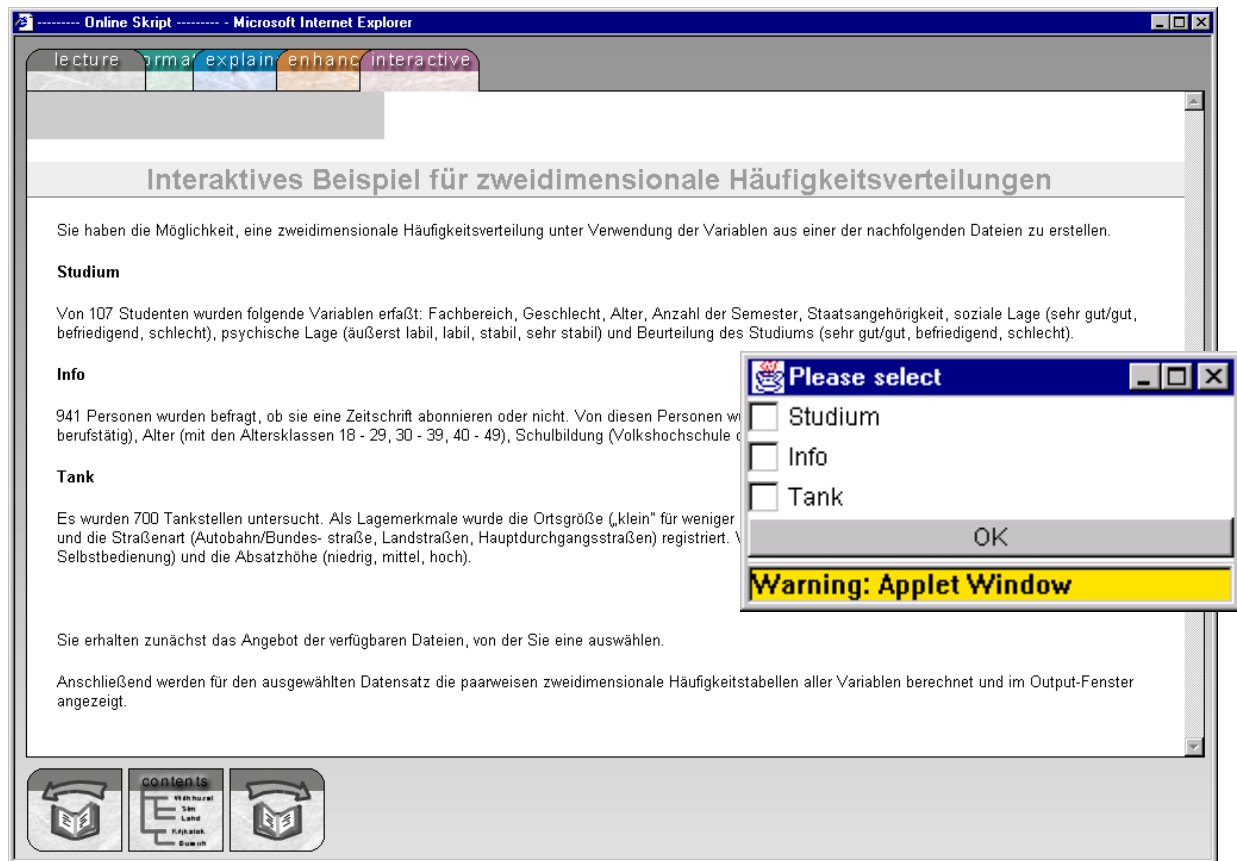 --------- Online Skript --------- - Microsoft Internet Explorer
lecture ormat explain enhanc interactive
Interaktives Beispiel für zweidimensionale Häufigkeitsverteilungen
Sie haben die Möglichkeit, eine zweidimensionale Häufigkeitsverteilung unter Verwendung der Variablen aus einer der nachfolgenden Dateien zu erstellen.
Studium
Von 107 Studenten wurden folgende Variablen erfaßt: Fachbereich, Geschlecht, Alter, Anzahl der Semester, Staatsangehörigkeit, soziale Lage (sehr gut/gut,
befriedigend, schlecht), psychische Lage (äußerst labil, labil, stabil, sehr stabil) und Beurteilung des Studiums (sehr gut/gut, befriedigend, schlecht).
Info
941 Personen wurden befragt, ob sie eine Zeitschrift abonnieren oder nicht. Von diesen Personen
berufstätig), Alter (mit den Altersklassen 18 - 29, 30 - 39, 40 - 49), Schulbildung (Volkshochschule
Tank
Es wurden 700 Tankstellen untersucht. Als Lagemerkmale wurde die Ortsgröße („klein" für weniger
und die Straßenart (Autobahn/Bundes- straße, Landstraßen, Hauptdurchgangsstraßen) registriert.
Selbstbedienung) und die Absatzhöhe (niedrig, mittel, hoch).
Please select
Studium
Info
Tank
OK
Warning: Applet Window
Sie erhalten zunächst das Angebot der verfügbaren Dateien, von der Sie eine auswählen.
Anschließend werden für den ausgewählten Datensatz die paarweisen zweidimensionale Häufigkeitstabellen aller Variablen berechnet und im Output-Fenster
angezeigt.
contents